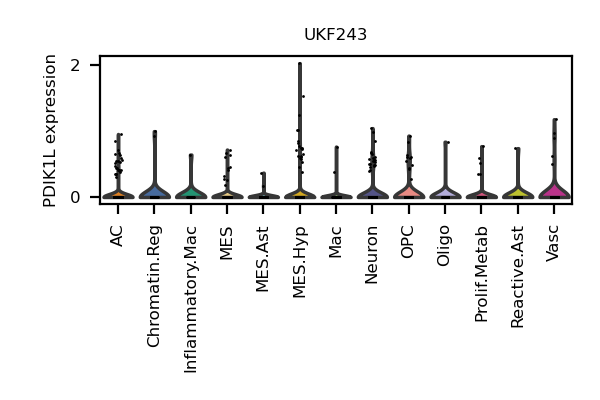 UKF243
PDIK1L expression
2
0
AC
Chromatin.Reg
Inflammatory.Mac
MES
MES.Ast
MES.Hyp
Mac
Neuron
OPC
Oligo
Prolif.Metab
Reactive.Ast
Vasc